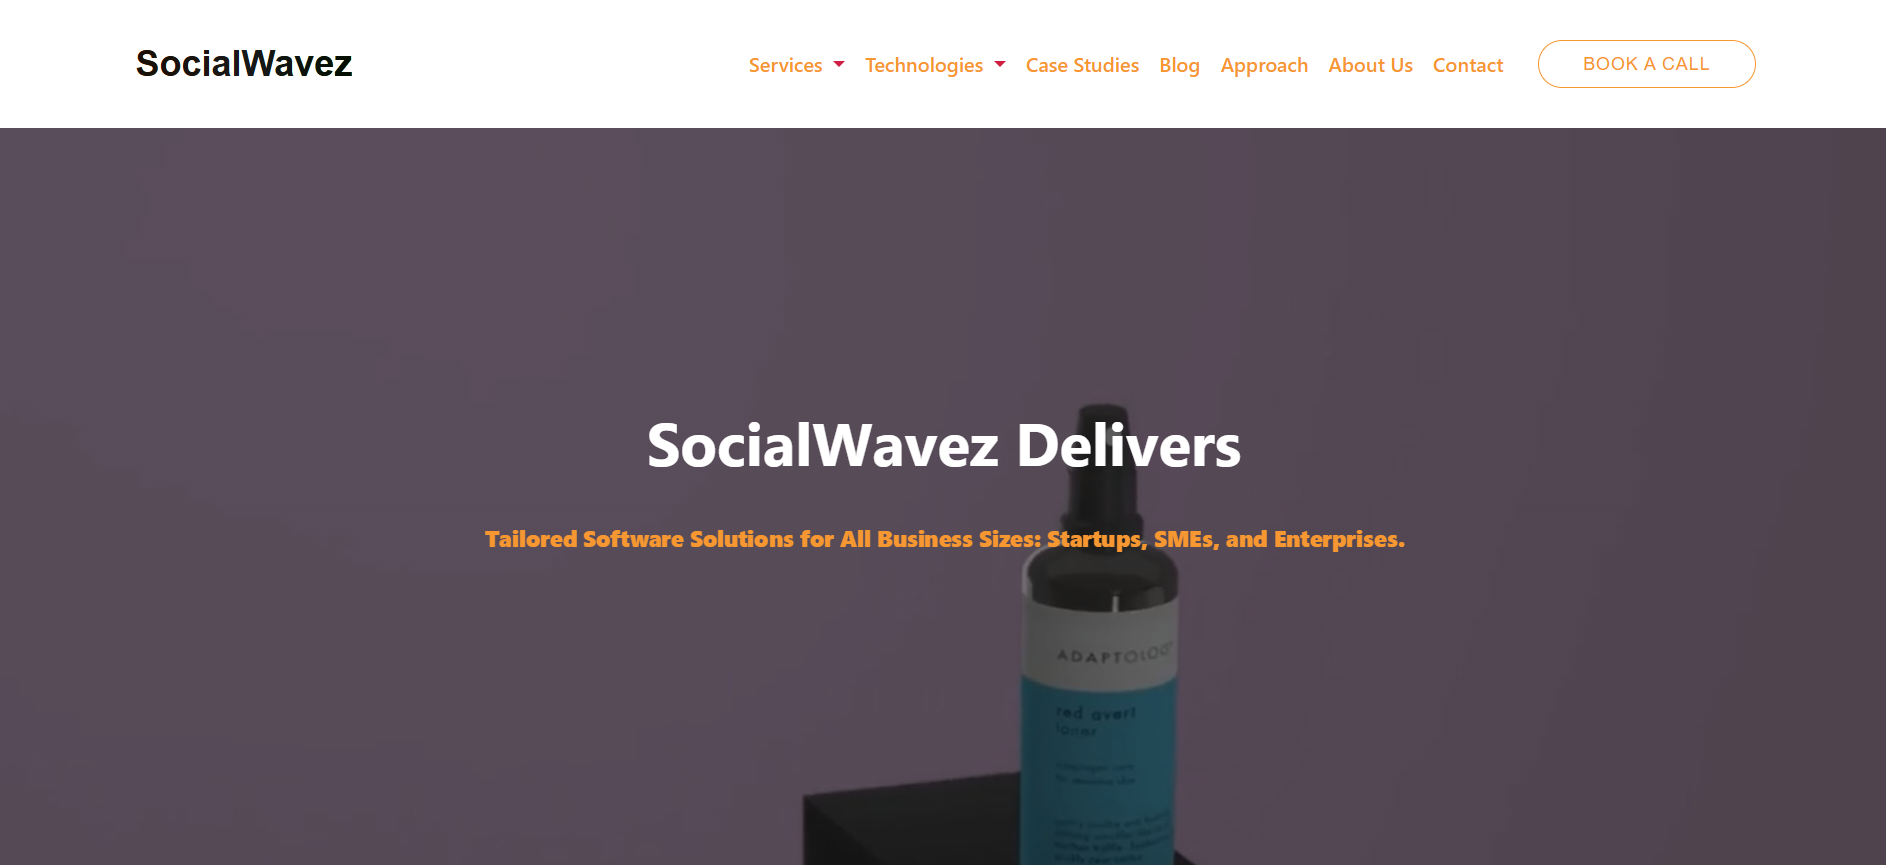 SocialWavez
Services Technologies Case Studies Blog Approach About Us Contact BOOK A CALL
SocialWavez Delivers
Tailored Software Solutions for All Business Sizes: Startups, SMEs, and Enterprises.
ADAPTOLOGY
red avert
toner